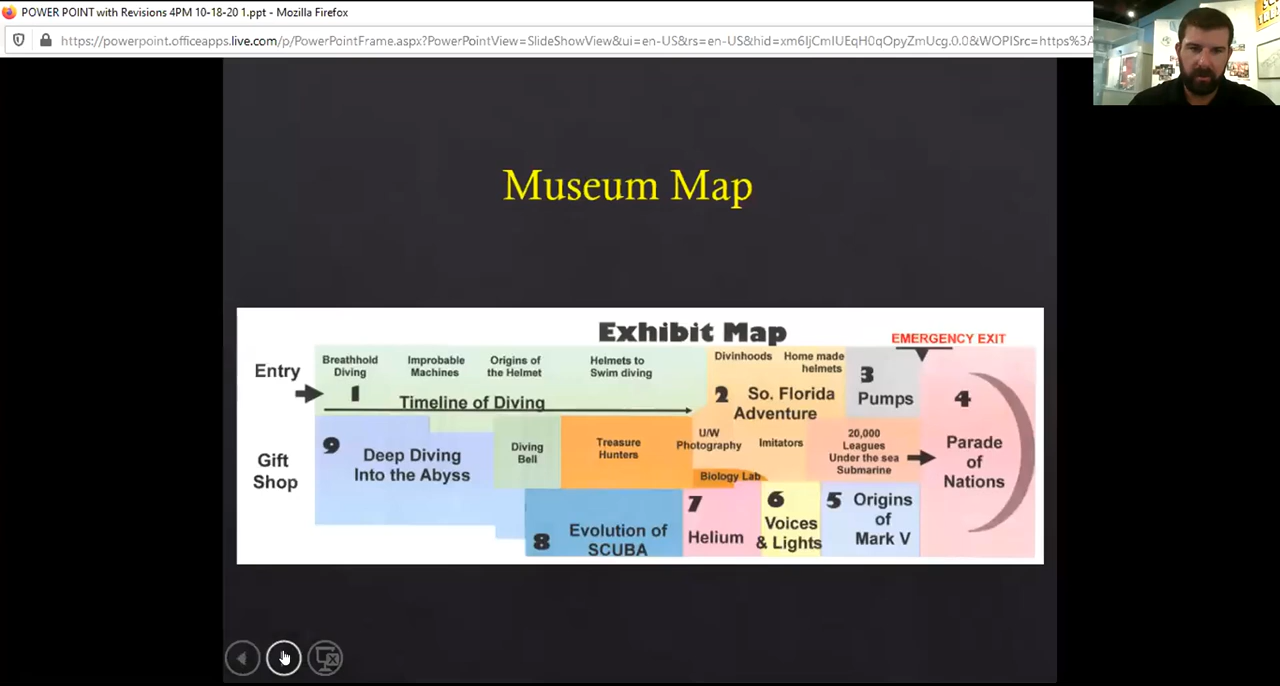 POWER POINT with Revisions 4PM 10-18-20 1.ppt - Mozilla Firefox
https://powerpoint.officeapps.live.com/p/PowerPointFrame.aspx?PowerPointView=SlideShowView&ui=en-US&rs=en-US&hid=xm6IjCmIUEqH0qOpyZmUcg.0.0&WOPISrc=https%3A
Museum Map
Exhibit Map
EMERGENCY EXIT
Entry
Breathhold
Diving
Improbable
Machines
Origins of
the Helmet
Helmets to
Swim diving
1
Timeline of Diving
Divinhoods
Home made
helmets
2 So. Florida
Adventure
3
Pumps
4
Parade
of
Nations
9
Deep Diving
Into the Abyss
Gift
Shop
Diving
Bell
Treasure
Hunters
U/W
Photography
Imitators
20,000
Leagues
Under the sea
Submarine
Biology Lab
8 Evolution of
SCUBA
7
Helium
6
Voices
& Lights
5 Origins
of
Mark V